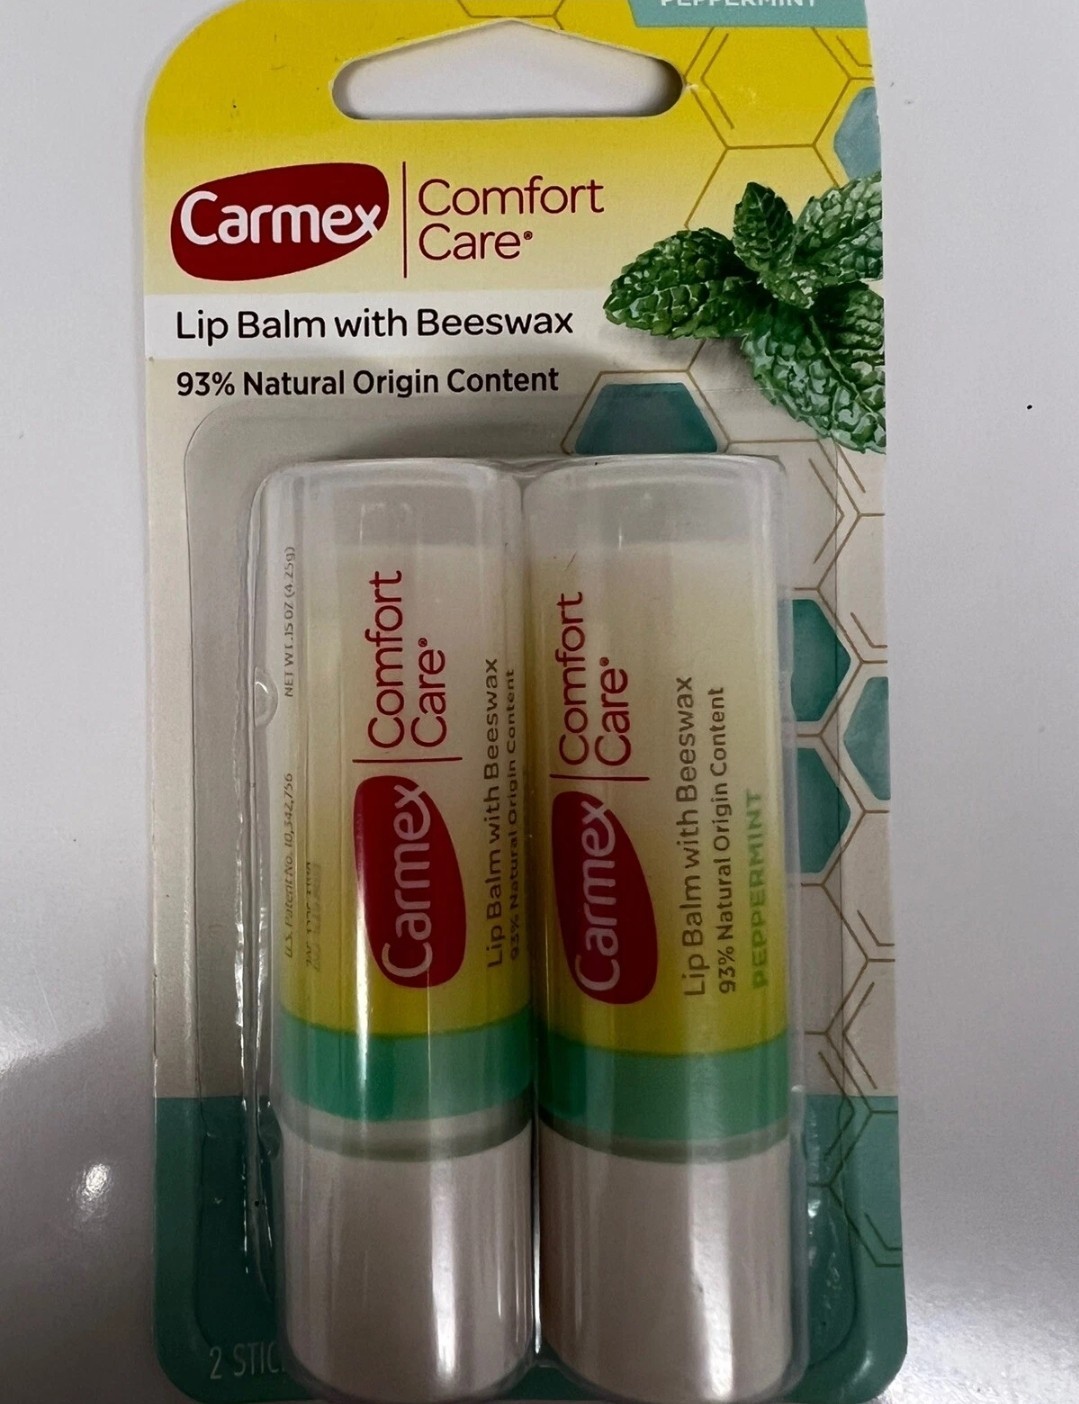 PEPPERMINT
Carmex
Comfort
Care®
Lip Balm with Beeswax
93% Natural Origin Content
NET WT .15 OZ (4.25g)
U.S. Patent No. 10,342,756
Carmex
Comfort
Care®
Lip Balm with Beeswax
93% Natural Origin Content
Carmex
Comfort
Care®
Lip Balm with Beeswax
93% Natural Origin Content
PEPPERMINT
2 STIC